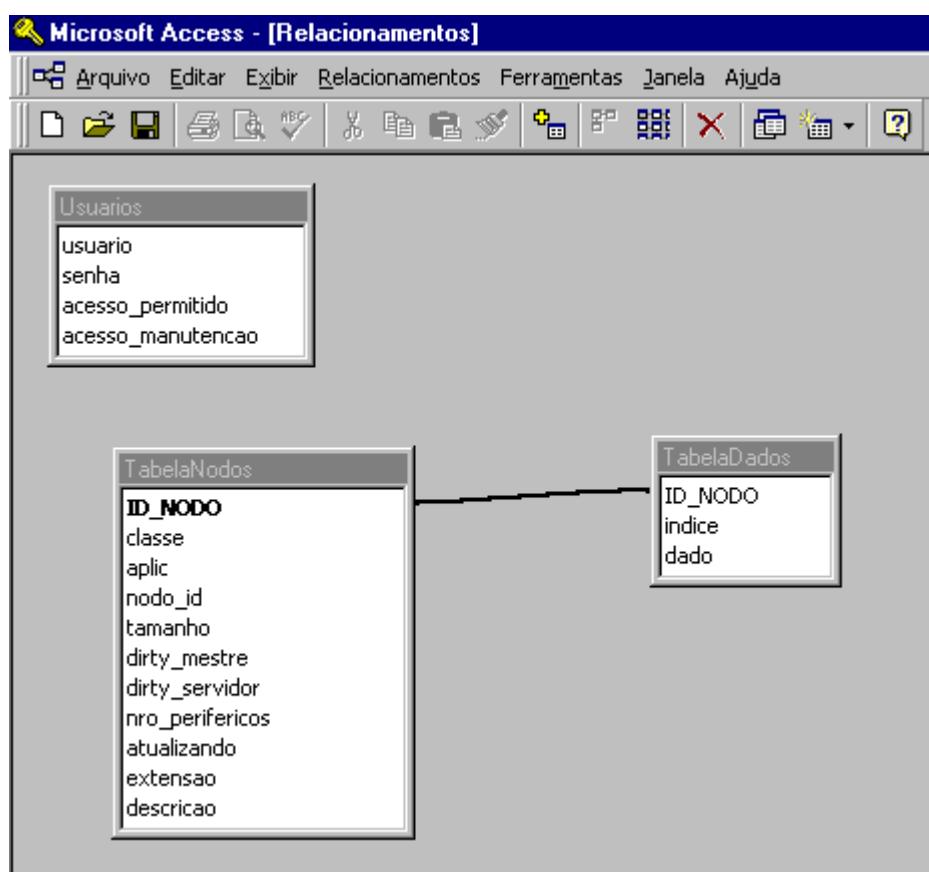 Microsoft Access - [Relacionamentos]
Arquivo Editar Exibir Relacionamentos Ferramentas Janela Ajuda
ABC
Usuarios
usuario
senha
acesso_permitido
acesso_manutencao
TabelaNodos
ID_NODO
classe
aplic
nodo_id
tamanho
dirty_mestre
dirty_servidor
nro_perifericos
atualizando
extensao
descricao
TabelaDados
ID_NODO
indice
dado